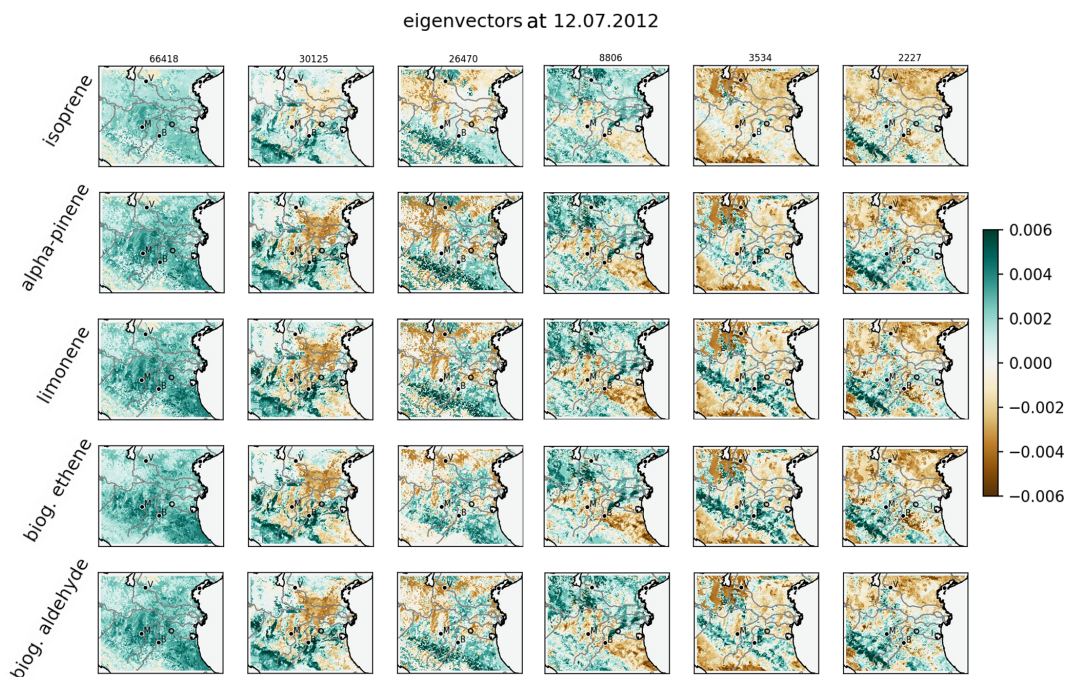 eigenvectors at 12.07.2012
66418 30125 26470 8806 3534 2227
isoprene
V V
M M M M M
B B B B B
alpha-pinene
V V V V
M M M M M
B B B B
0.006
0.004
0.002
0.000
−0.002
−0.004
−0.006
limonene
V V V V
B B B B
biog. ethene
V V V V
B B B
biog. aldehyde
V V V V
M M M
B B B B